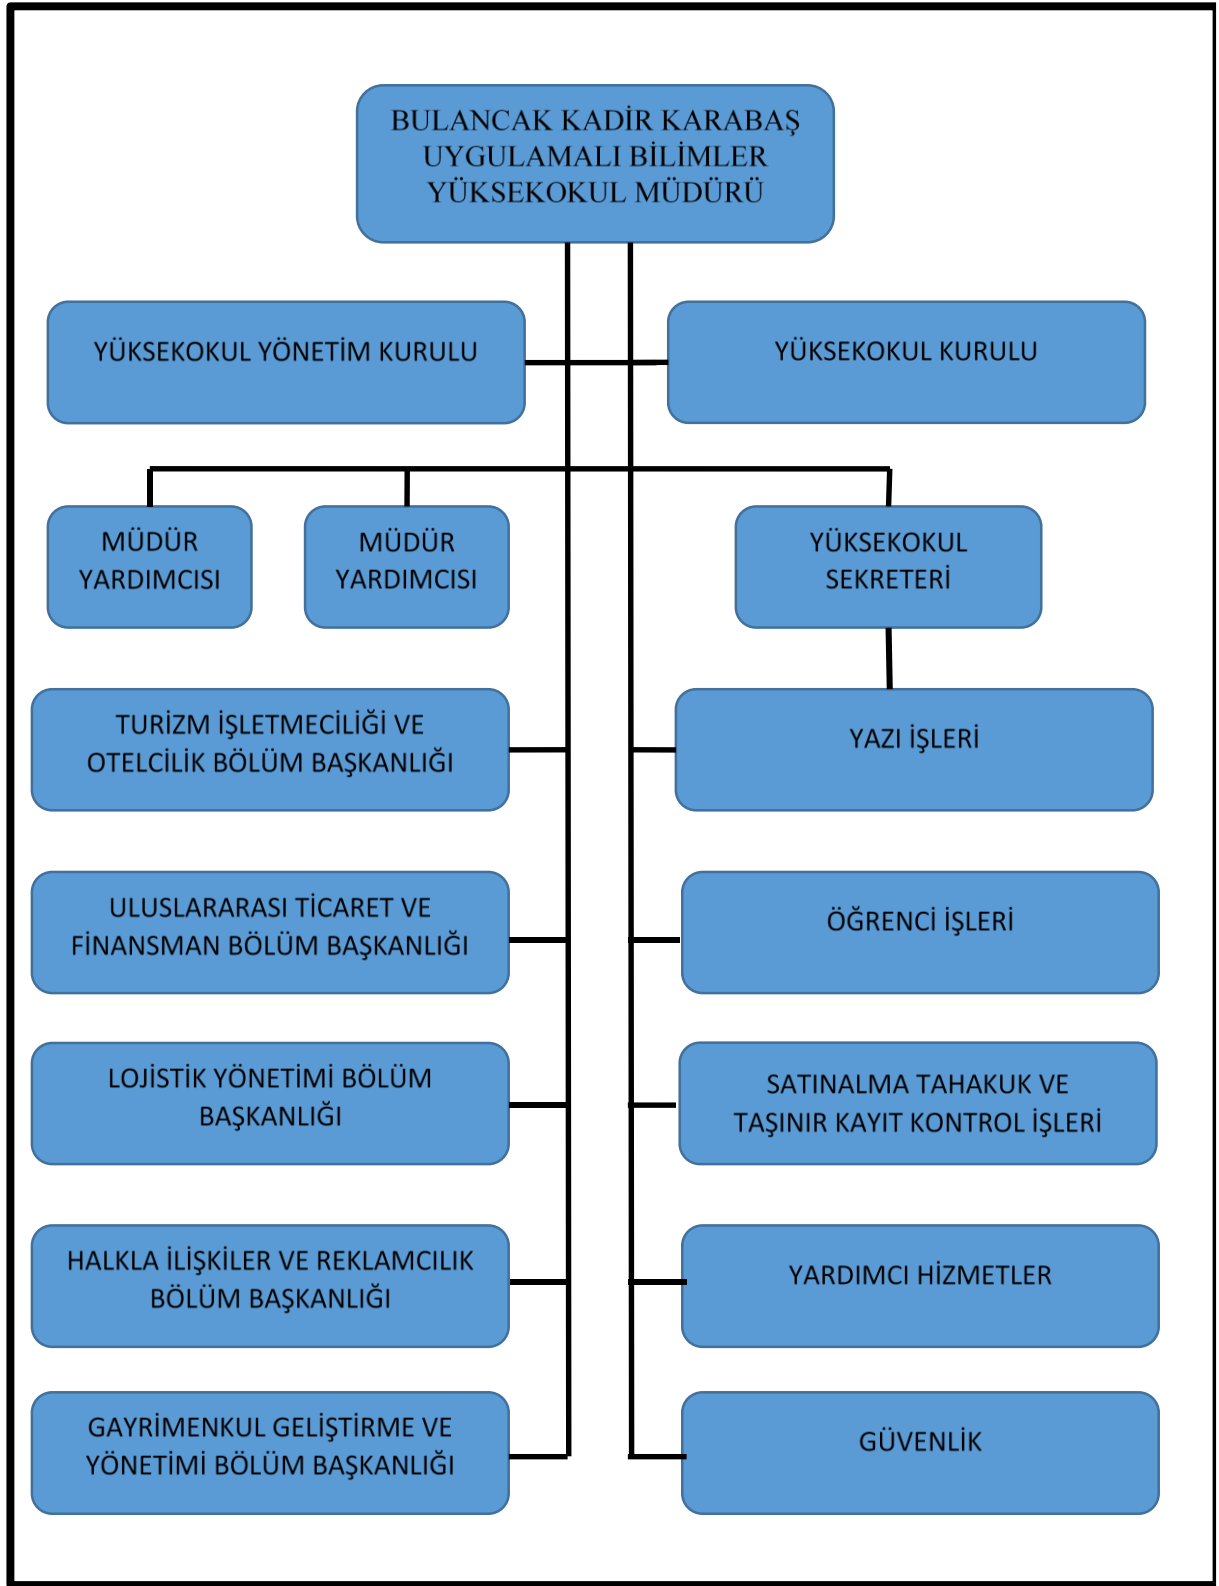 BULANCAK KADİR KARABAŞ
UYGULAMALI BİLİMLER
YÜKSEKOKUL MÜDÜRÜ
YÜKSEKOKUL YÖNETİM KURULU
YÜKSEKOKUL KURULU
MÜDÜR
YARDIMCISI
MÜDÜR
YARDIMCISI
YÜKSEKOKUL
SEKRETERİ
TURİZM İŞLETMECİLİĞİ VE
OTELCİLİK BÖLÜM BAŞKANLIĞI
YAZI İŞLERİ
ULUSLARARASI TİCARET VE
FİNANSMAN BÖLÜM BAŞKANLIĞI
ÖĞRENCİ İŞLERİ
LOJİSTİK YÖNETİMİ BÖLÜM
BAŞKANLIĞI
SATINALMA TAHAKUK VE
TAŞINIR KAYIT KONTROL İŞLERİ
HALKLA İLİŞKİLER VE REKLAMCILIK
BÖLÜM BAŞKANLIĞI
YARDIMCI HİZMETLER
GAYRİMENKUL GELİŞTİRME VE
YÖNETİMİ BÖLÜM BAŞKANLIĞI
GÜVENLİK